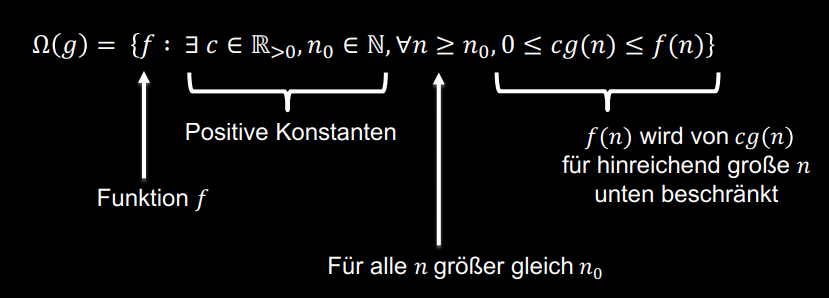 Ω(g) = {f : ∃ c ∈ ℝ>0, n₀ ∈ ℕ, ∀n ≥ n₀, 0 ≤ cg(n) ≤ f(n)}
Positive Konstanten
f(n) wird von cg(n)
für hinreichend große n
unten beschränkt
Funktion f
Für alle n größer gleich n₀